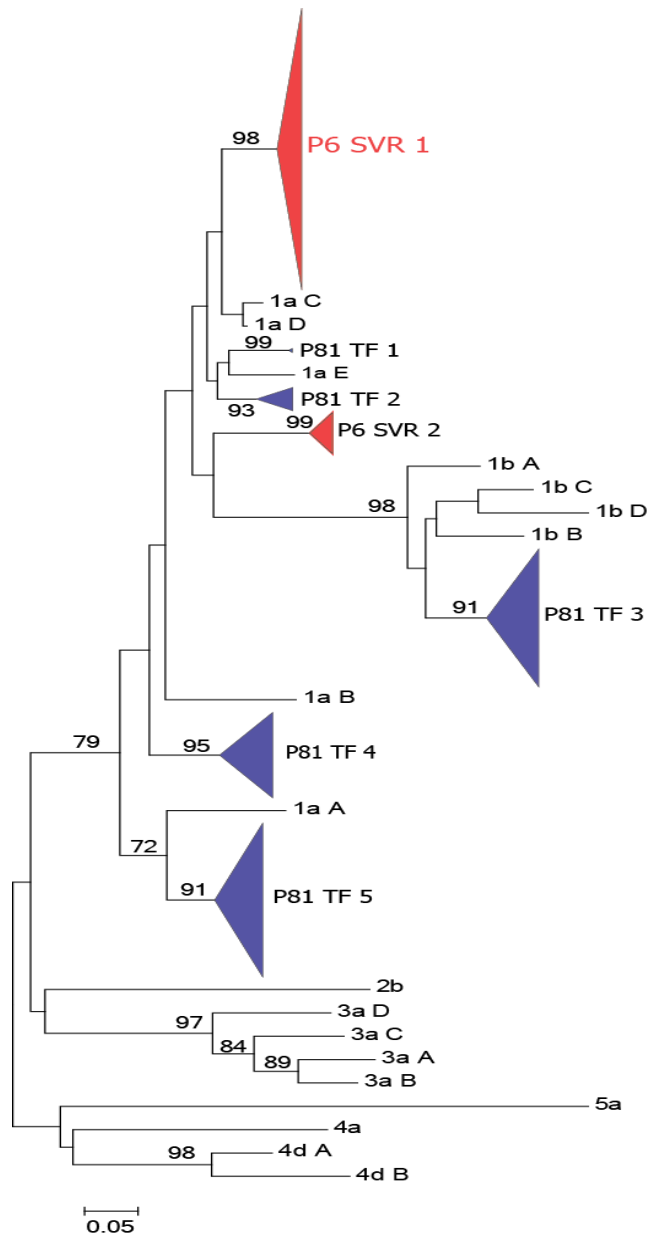 98
P6 SVR 1
1a C
1a D
99
P81 TF 1
1a E
P81 TF 2
93
99
P6 SVR 2
1b A
1b C
98
1b D
1b B
91
P81 TF 3
1a B
79
95
P81 TF 4
1a A
72
91
P81 TF 5
2b
3a D
97
3a C
84
3a A
89
3a B
5a
4a
98
4d A
4d B
0.05